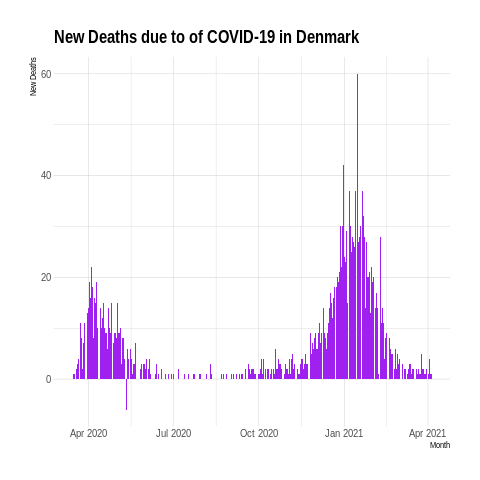 New Deaths due to of COVID-19 in Denmark
New Deaths
60
40
20
0
Apr 2020 Jul 2020 Oct 2020 Jan 2021 Apr 2021
Month